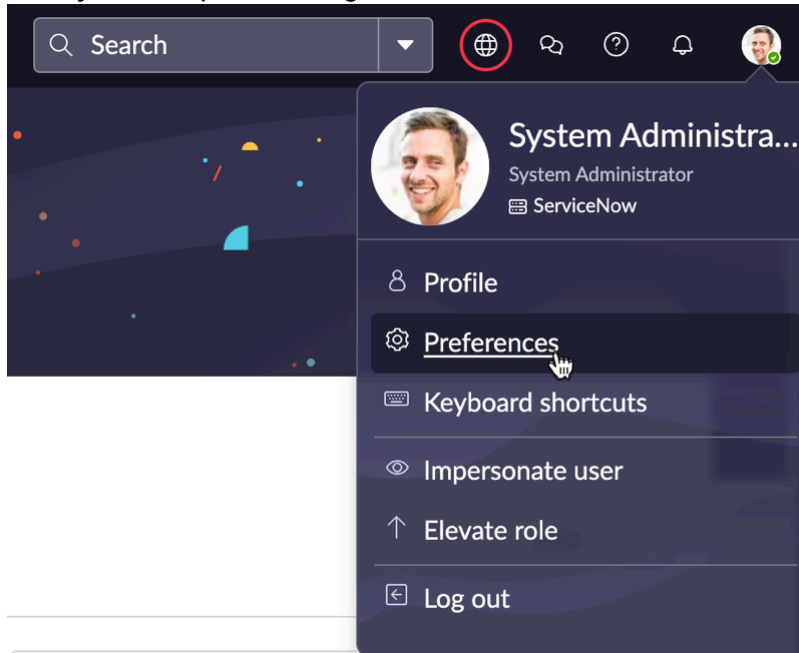 Search
System Administra...
System Administrator
ServiceNow
Profile
Preferences
Keyboard shortcuts
Impersonate user
Elevate role
Log out